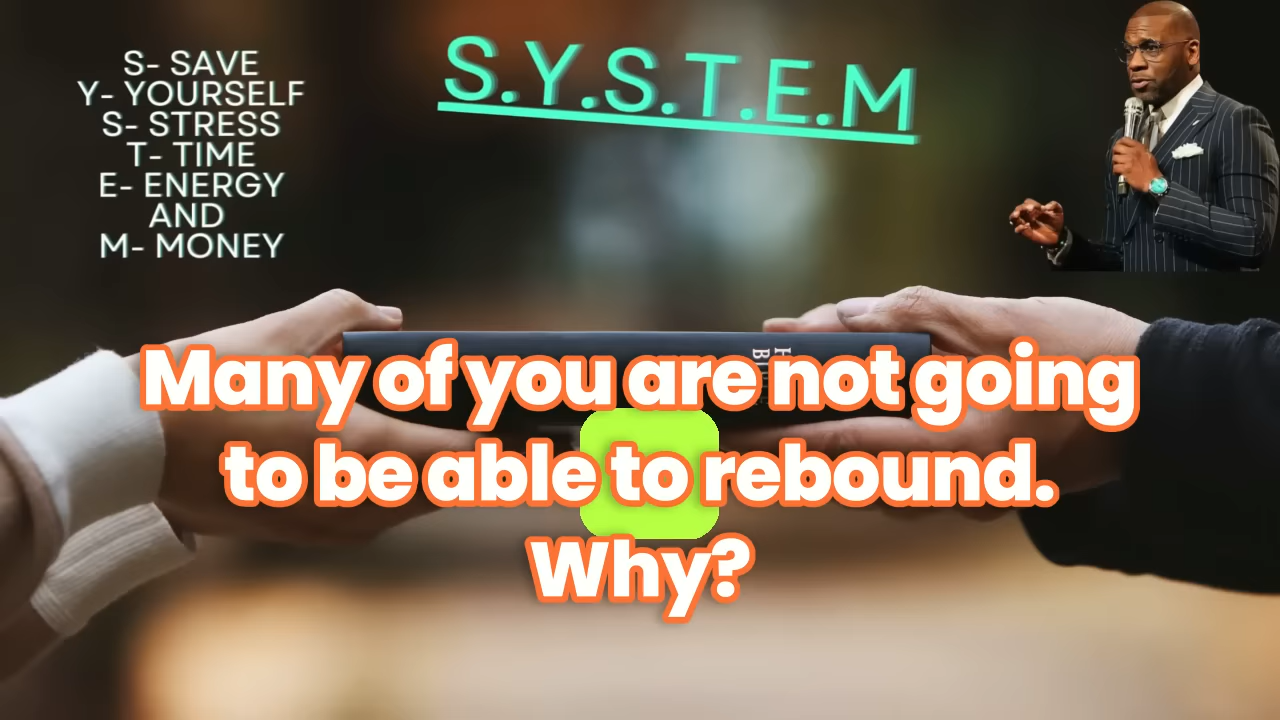 S- SAVE
Y- YOURSELF
S- STRESS
T- TIME
E- ENERGY
AND
M- MONEY
S.Y.S.T.E.M
Many of you are not going
to be able to rebound.
Why?